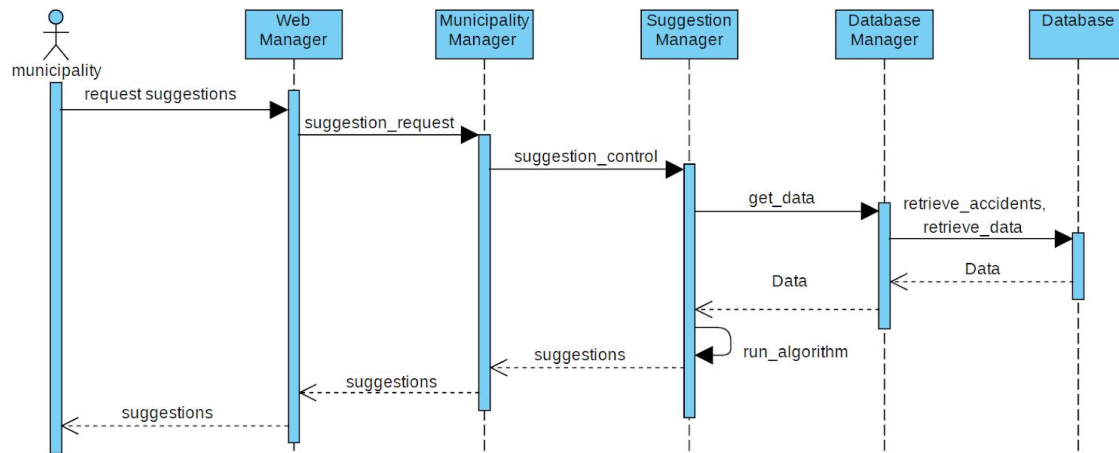 Web
Manager
Municipality
Manager
Suggestion
Manager
Database
Manager
Database
municipality
request suggestions
suggestion_request
suggestion_control
get_data
retrieve_accidents,
retrieve_data
Data
Data
run_algorithm
suggestions
suggestions
suggestions